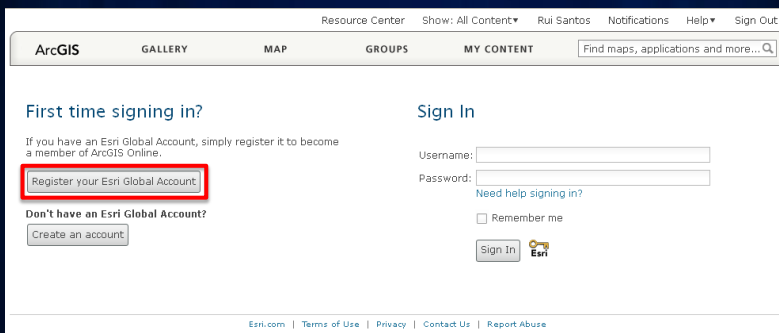 Resource Center Show: All Content▾ Rui Santos Notifications Help▾ Sign Out
ArcGIS GALLERY MAP GROUPS MY CONTENT Find maps, applications and more...
First time signing in?
If you have an Esri Global Account, simply register it to become
a member of ArcGIS Online.
Register your Esri Global Account
Don't have an Esri Global Account?
Create an account
Sign In
Username:
Password:
Need help signing in?
Remember me
Sign In Esri
Esri.com | Terms of Use | Privacy | Contact Us | Report Abuse